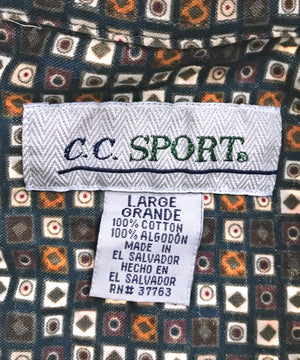 C.C. SPORT®
LARGE
GRANDE
100% COTTON
100% ALGODÓN
MADE IN
EL SALVADOR
HECHO EN
EL SALVADOR
RN# 37763